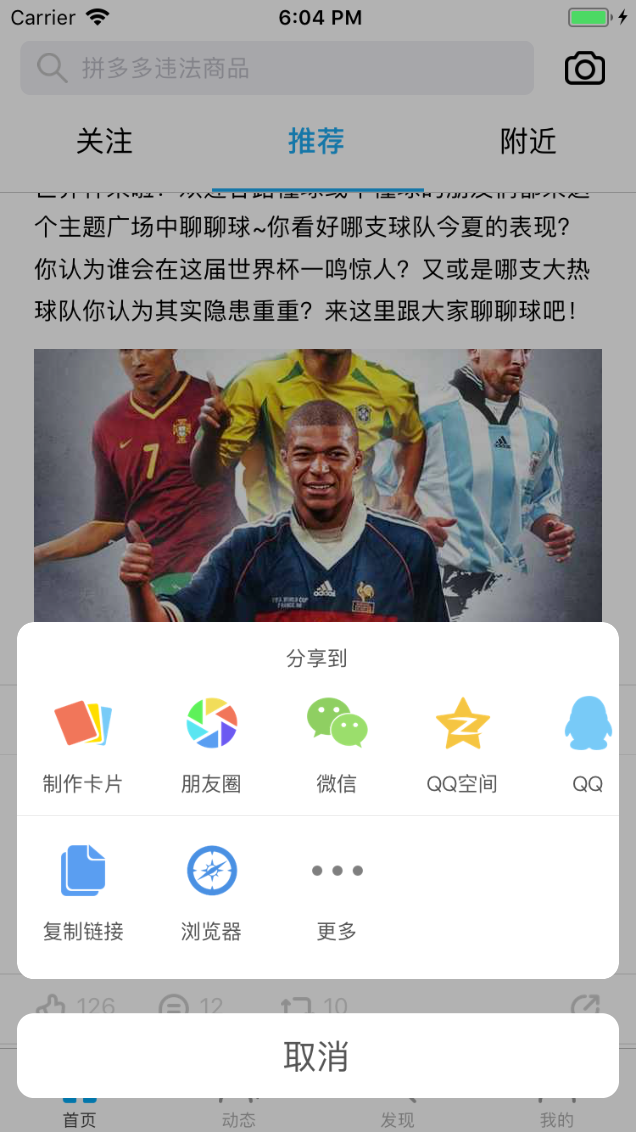 Carrier 6:04 PM
拼多多违法商品
关注 推荐 附近
个主题广场中聊聊球~你看好哪支球队今夏的表现？
你认为谁会在这届世界杯一鸣惊人？又或是哪支大热
球队你认为其实隐患重重？来这里跟大家聊聊球吧！
7
adidas
分享到
制作卡片 朋友圈 微信 QQ空间 QQ
复制链接 浏览器 更多
126 12 10
取消
首页 动态 发现 我的